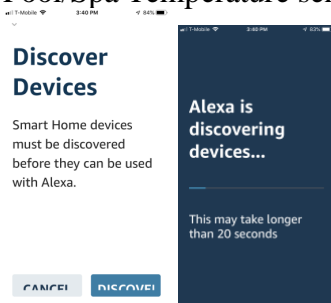 Pool/Spa Temperature
T-Mobile 3:40 PM 84%
Discover
Devices
Smart Home devices
must be discovered
before they can be used
with Alexa.
CANCEL DISCOVER
T-Mobile 3:40 PM 83%
Alexa is
discovering
devices...
This may take longer
than 20 seconds